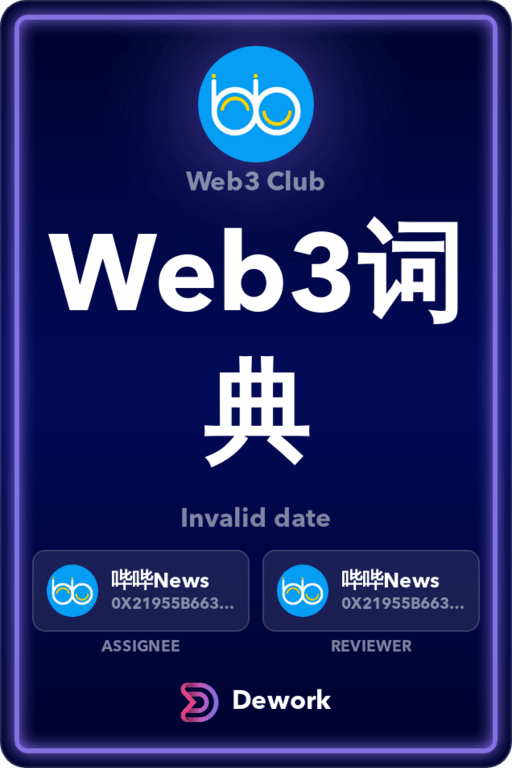 Web3 Club
Web3词
典
Invalid date
哔哔News
0X21955B663...
ASSIGNEE
哔哔News
0X21955B663...
REVIEWER
Dework